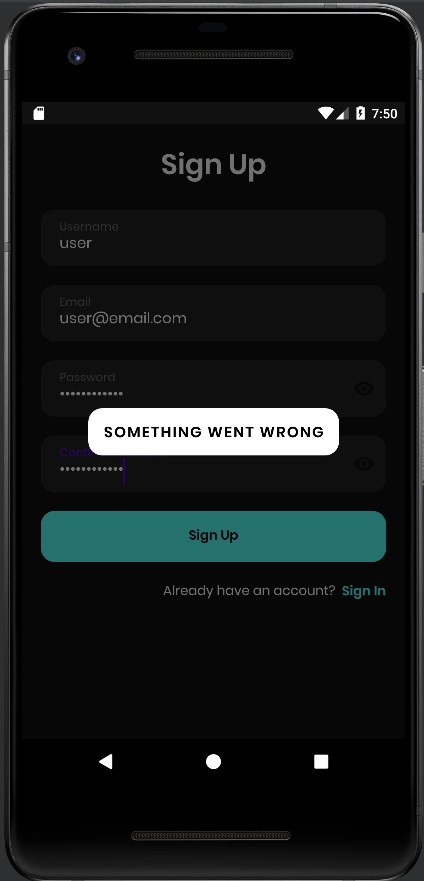 7:50
Sign Up
Username
user
Email
user@email.com
Password
••••••••••••
SOMETHING WENT WRONG
••••••••••••
Sign Up
Already have an account? Sign In